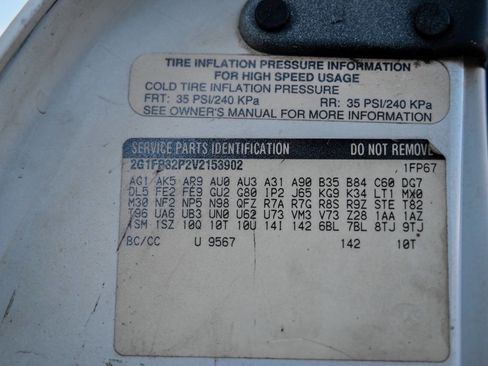 TIRE INFLATION PRESSURE INFORMATION
FOR HIGH SPEED USAGE
COLD TIRE INFLATION PRESSURE
FRT: 35 PSI/240 KPa RR: 35 PSI/240 KPa
SEE OWNER'S MANUAL FOR MORE INFORMATION
SERVICE PARTS IDENTIFICATION DO NOT REMOVE
2G1FP32P2V2153902 1FP67
AG1 AK5 AR9 AU0 AU3 A31 A90 B35 B84 C60 DG7
DL5 FE2 FE9 GU2 G80 IP2 J65 KG9 K34 LT1 MX0
M30 NF2 NP5 N98 QFZ R7A R7G R8S R9Z STE T82
T96 UA6 UB3 UN0 U62 U73 VM3 V73 Z28 1AA 1AZ
1SM 1SZ 10Q 10T 10U 14I 142 6BL 7BL 8TJ 9TJ
BC/CC U 9567 142 10T